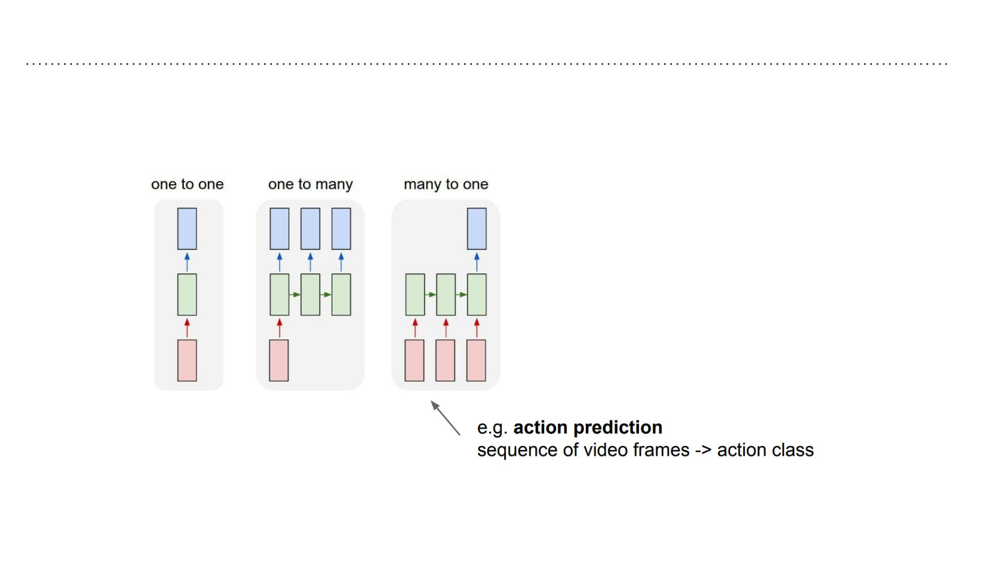 one to one
one to many
many to one
e.g. action prediction
sequence of video frames -> action class